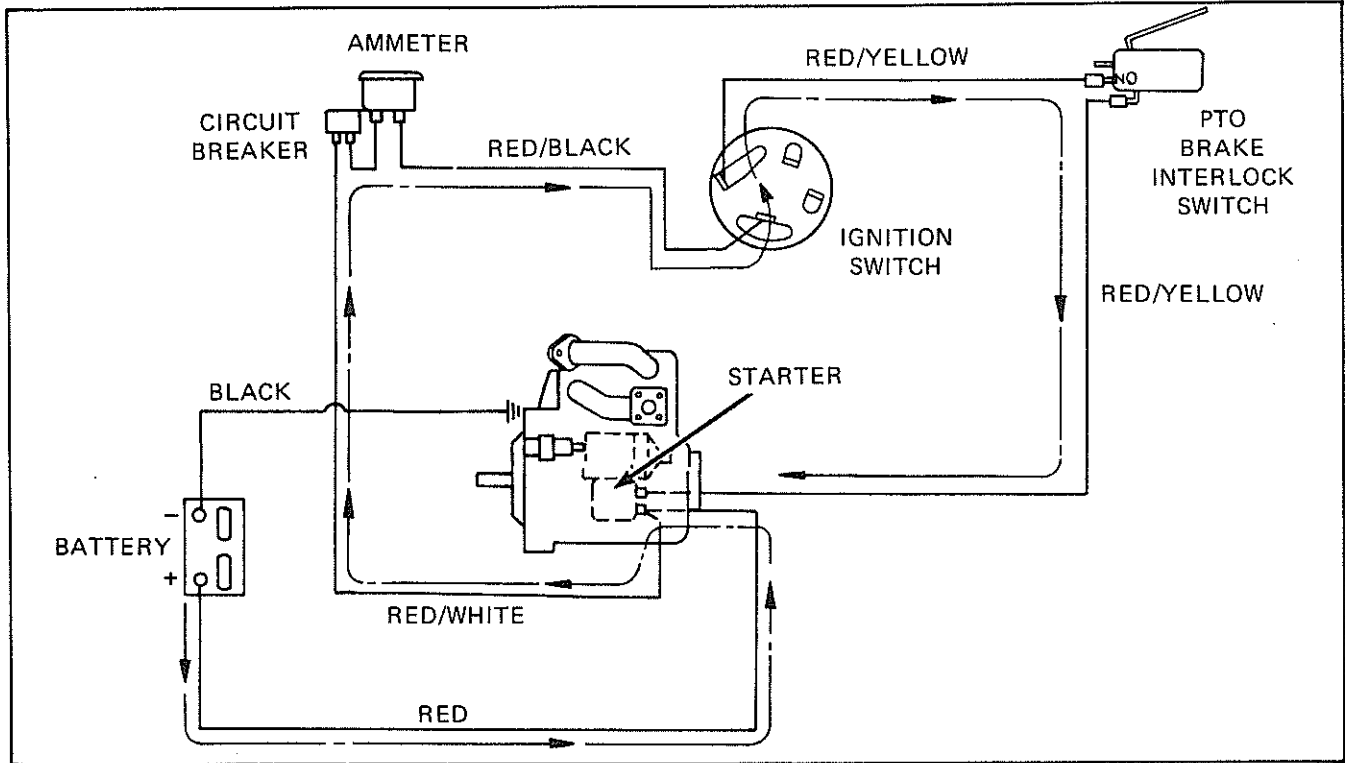 AMMETER
CIRCUIT
BREAKER
RED/BLACK
RED/YELLOW
NO
PTO
BRAKE
INTERLOCK
SWITCH
IGNITION
SWITCH
RED/YELLOW
STARTER
BLACK
−
BATTERY
+
RED/WHITE
RED